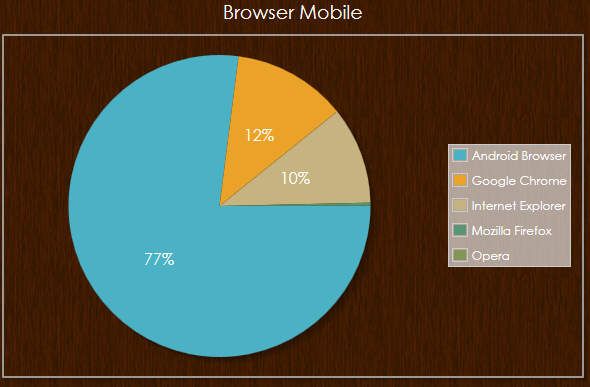 Browser Mobile
12%
10%
77%
Android Browser
Google Chrome
Internet Explorer
Mozilla Firefox
Opera